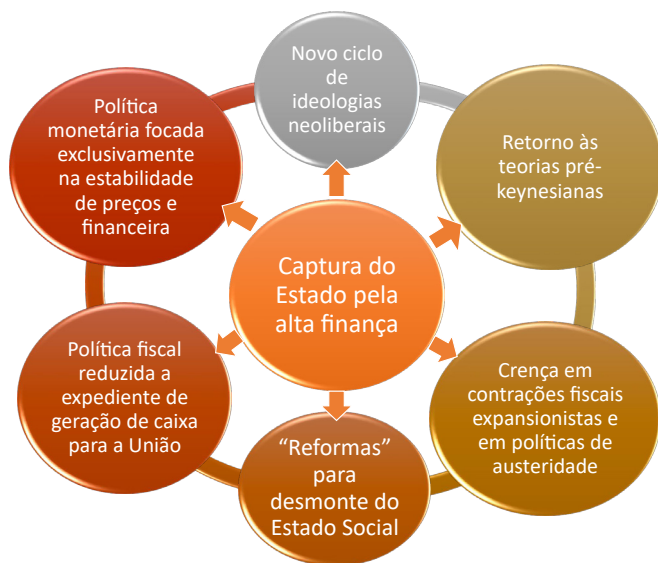 Novo ciclo
de
ideologias
neoliberais
Retorno às
teorias pré-
keynesianas
Crença em
contrações fiscais
expansionistas e
em políticas de
austeridade
“Reformas”
para
desmonte do
Estado Social
Política fiscal
reduzida a
expediente de
geração de caixa
para a União
Política
monetária focada
exclusivamente
na estabilidade
de preços e
financeira
Captura do
Estado pela
alta finança